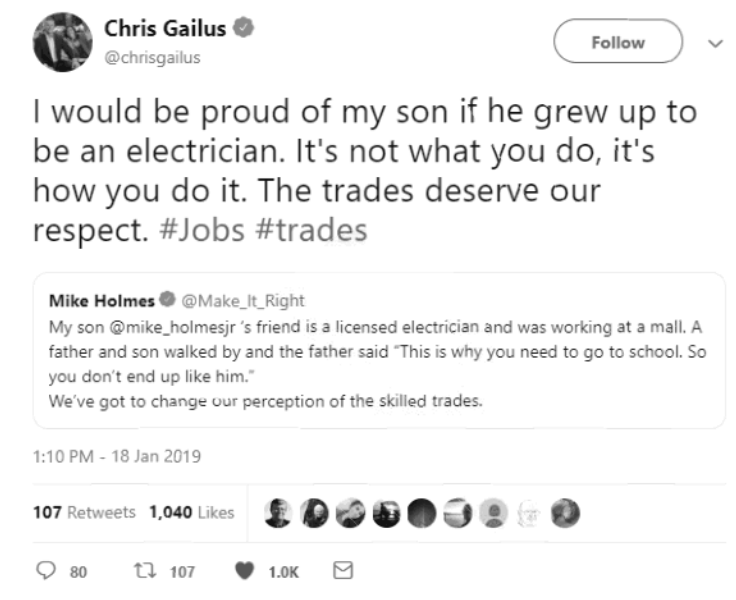 Chris Gailus
@chrisgailus
Follow
I would be proud of my son if he grew up to
be an electrician. It's not what you do, it's
how you do it. The trades deserve our
respect. #Jobs #trades
Mike Holmes @Make_It_Right
My son @mike_holmesjr 's friend is a licensed electrician and was working at a mall. A
father and son walked by and the father said "This is why you need to go to school. So
you don't end up like him."
We've got to change our perception of the skilled trades.
1:10 PM - 18 Jan 2019
107 Retweets 1,040 Likes
80 107 1.0K